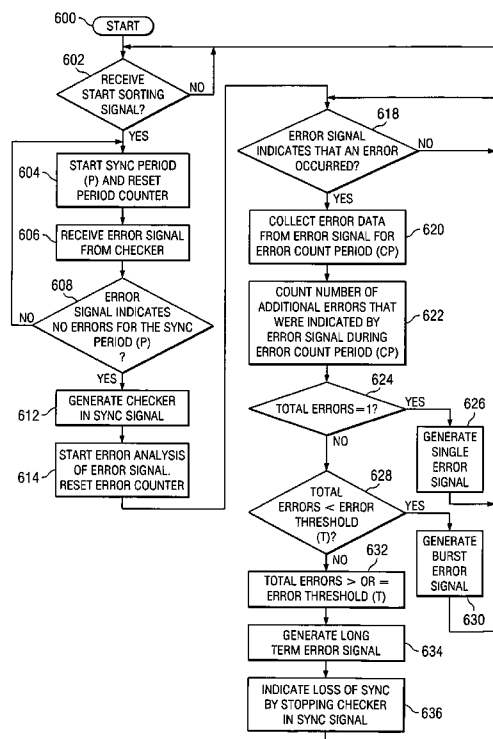 600
START
602
RECEIVE
START SORTING
SIGNAL?
NO
YES
604
START SYNC PERIOD
(P) AND RESET
PERIOD COUNTER
606
RECEIVE ERROR SIGNAL
FROM CHECKER
608
ERROR
SIGNAL INDICATES
NO ERRORS FOR THE SYNC
PERIOD (P)
?
NO
YES
612
GENERATE CHECKER
IN SYNC SIGNAL
614
START ERROR ANALYSIS
OF ERROR SIGNAL.
RESET ERROR COUNTER
618
ERROR SIGNAL
INDICATES THAT AN ERROR
OCCURRED?
NO
YES
COLLECT ERROR DATA
FROM ERROR SIGNAL FOR
ERROR COUNT PERIOD (CP)
620
COUNT NUMBER OF
ADDITIONAL ERRORS THAT
WERE INDICATED BY
ERROR SIGNAL DURING
ERROR COUNT PERIOD (CP)
622
624
TOTAL ERRORS=1?
YES
NO
626
GENERATE
SINGLE
ERROR
SIGNAL
628
TOTAL
ERRORS < ERROR
THRESHOLD
(T)?
YES
NO
GENERATE
BURST
ERROR
SIGNAL
630
632
TOTAL ERRORS > OR =
ERROR THRESHOLD (T)
GENERATE LONG
TERM ERROR SIGNAL
634
INDICATE LOSS OF SYNC
BY STOPPING CHECKER
IN SYNC SIGNAL
636